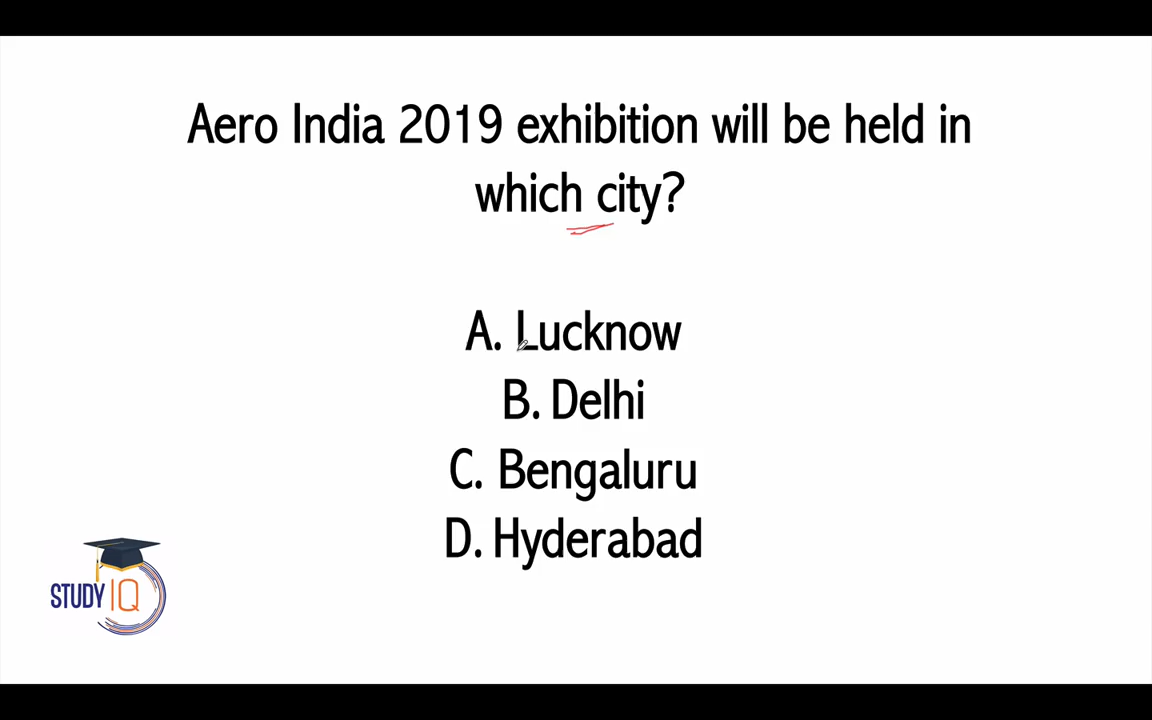 Aero India 2019 exhibition will be held in
which city?
A. Lucknow
B. Delhi
C. Bengaluru
D. Hyderabad
STUDY IQ